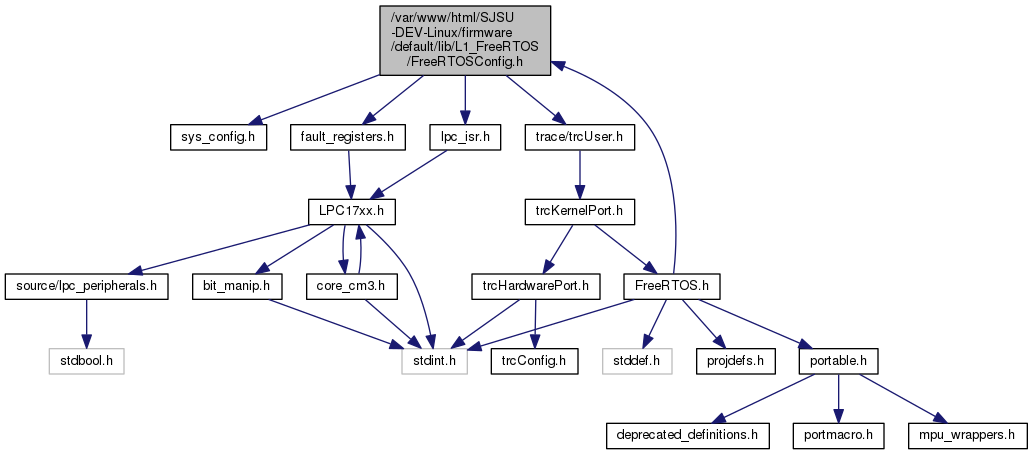 /var/www/html/SJSU
-DEV-Linux/firmware
/default/lib/L1_FreeRTOS
/FreeRTOSConfig.h
sys_config.h
fault_registers.h
lpc_isr.h
trace/trcUser.h
LPC17xx.h
trcKernelPort.h
source/lpc_peripherals.h
bit_manip.h
core_cm3.h
trcHardwarePort.h
FreeRTOS.h
stdbool.h
stdint.h
trcConfig.h
stddef.h
projdefs.h
portable.h
deprecated_definitions.h
portmacro.h
mpu_wrappers.h